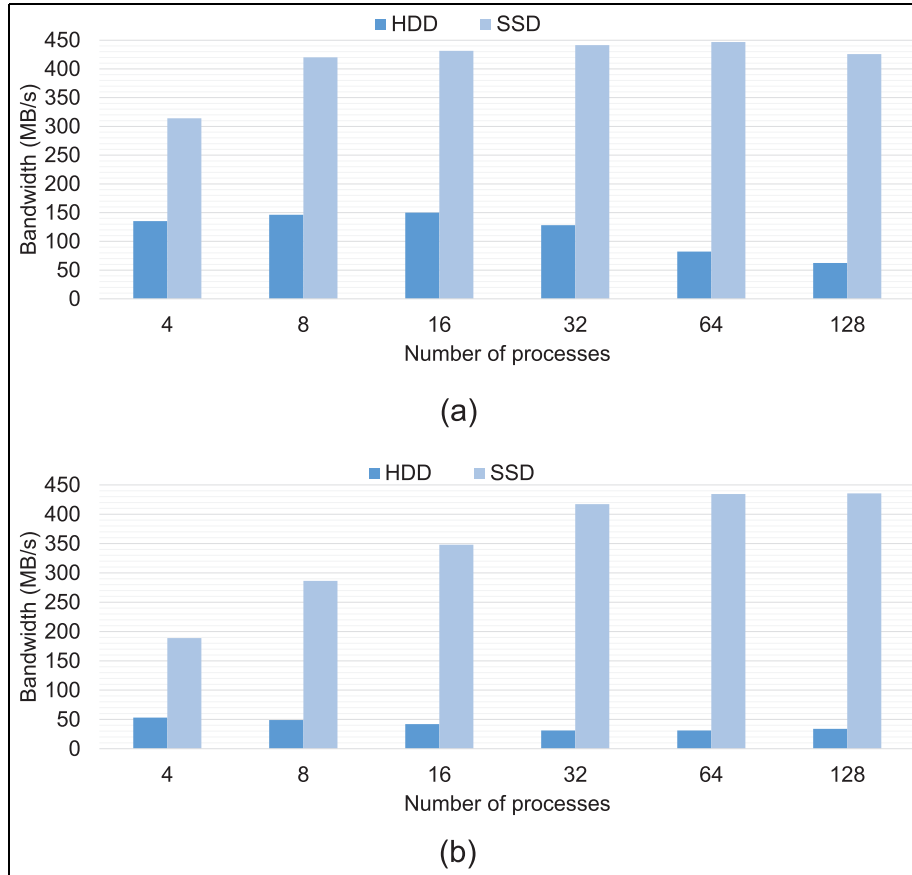 HDD SSD
Bandwidth (MB/s)
450
400
350
300
250
200
150
100
50
0
4 8 16 32 64 128
Number of processes
(a)
HDD SSD
Bandwidth (MB/s)
450
400
350
300
250
200
150
100
50
0
4 8 16 32 64 128
Number of processes
(b)